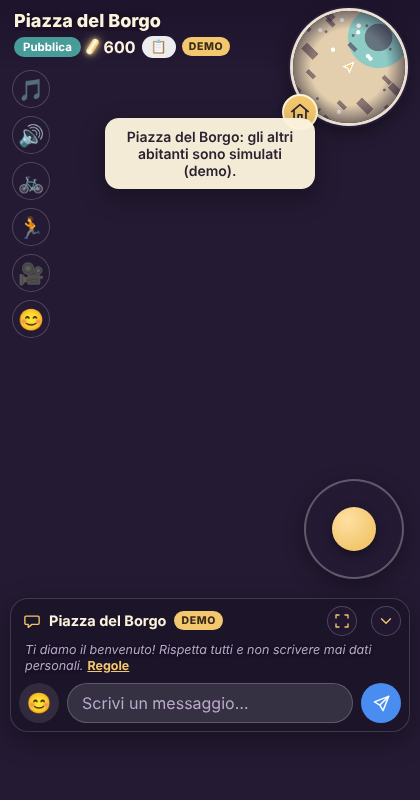 Piazza del Borgo
Pubblica 600 DEMO
Piazza del Borgo: gli altri
abitanti sono simulati
(demo).
Piazza del Borgo DEMO
Ti diamo il benvenuto! Rispetta tutti e non scrivere mai dati
personali. Regole
Scrivi un messaggio...